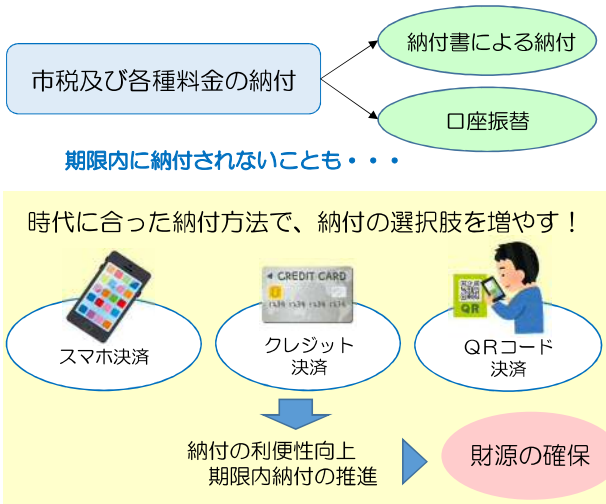 納付書による納付
市税及び各種料金の納付
口座振替
期限内に納付されないことも・・・
時代に合った納付方法で、納付の選択肢を増やす！
CREDIT CARD
QR
スマホ決済
クレジット
決済
ＱＲコード
決済
納付の利便性向上
期限内納付の推進
財源の確保